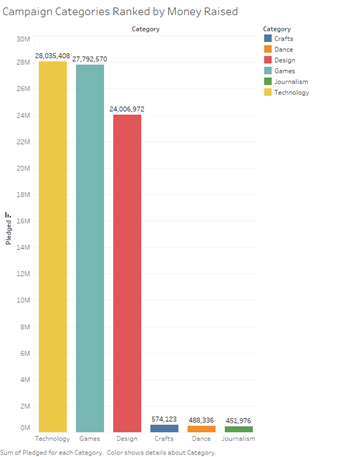 Campaign Categories Ranked by Money Raised
Category
Category
Crafts
Dance
Design
Games
Journalism
Technology
30M
28M
26M
24M
22M
20M
18M
16M
14M
12M
10M
8M
6M
4M
2M
0M
Pledged
28,035,408
27,792,570
24,006,972
574,123
488,336
451,976
Technology
Games
Design
Crafts
Dance
Journalism
Sum of Pledged for each Category. Color shows details about Category.